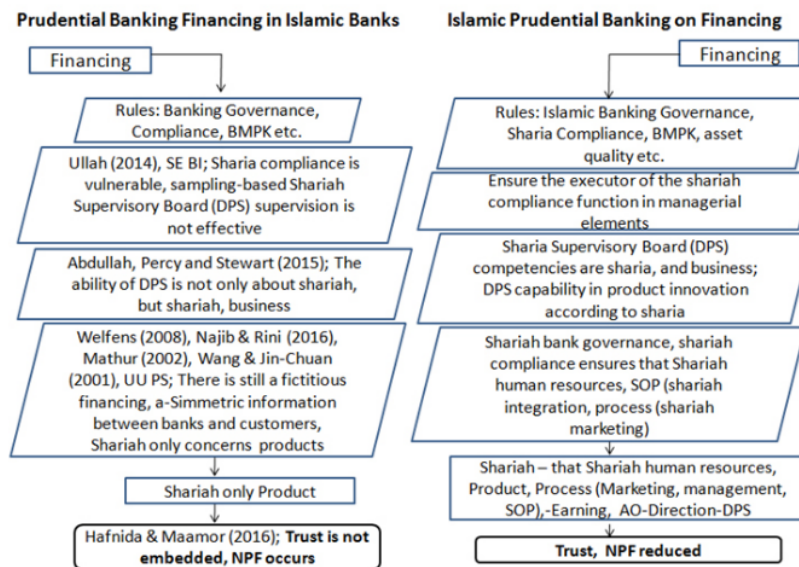 Prudential Banking Financing in Islamic Banks
Financing
Rules: Banking Governance,
Compliance, BMPK etc.
Ullah (2014), SE BI; Sharia compliance is
vulnerable, sampling-based Shariah
Supervisory Board (DPS) supervision is
not effective
Abdullah, Percy and Stewart (2015); The
ability of DPS is not only about shariah,
but shariah, business
Welfens (2008), Najib & Rini (2016),
Mathur (2002), Wang & Jin-Chuan
(2001), UU PS; There is still a fictitious
financing, a-Simmetric information
between banks and customers,
Shariah only concerns products
Shariah only Product
Hafnida & Maamor (2016); Trust is not
embedded, NPF occurs
Islamic Prudential Banking on Financing
Financing
Rules: Islamic Banking Governance,
Sharia Compliance, BMPK, asset
quality etc.
Ensure the executor of the shariah
compliance function in managerial
elements
Sharia Supervisory Board (DPS)
competencies are sharia, and business;
DPS capability in product innovation
according to sharia
Shariah bank governance, shariah
compliance ensures that Shariah
human resources, SOP (shariah
integration, process (shariah
marketing)
Shariah – that Shariah human resources,
Product, Process (Marketing, management,
SOP),-Earning, AO-Direction-DPS
Trust, NPF reduced